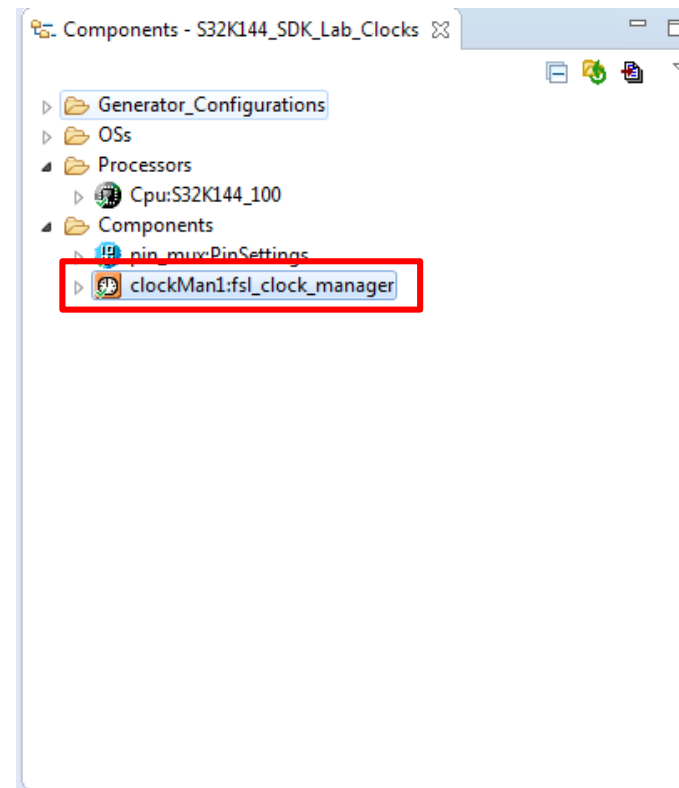 Components - S32K144_SDK_Lab_Clocks
Generator_Configurations
OSs
Processors
Cpu:S32K144_100
Components
pin_mux:PinSettings
clockMan1:fsl_clock_manager